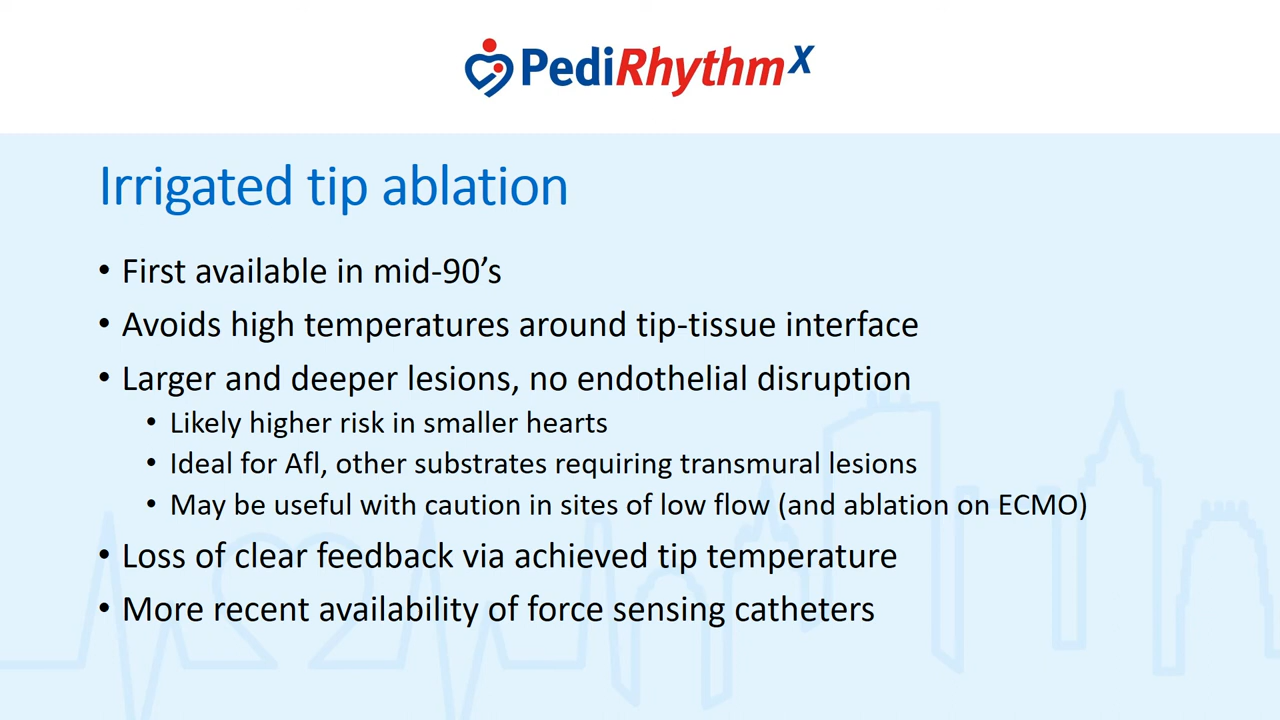 PediRhythm X
Irrigated tip ablation
• First available in mid-90’s
• Avoids high temperatures around tip-tissue interface
• Larger and deeper lesions, no endothelial disruption
• Likely higher risk in smaller hearts
• Ideal for Afl, other substrates requiring transmural lesions
• May be useful with caution in sites of low flow (and ablation on ECMO)
• Loss of clear feedback via achieved tip temperature
• More recent availability of force sensing catheters